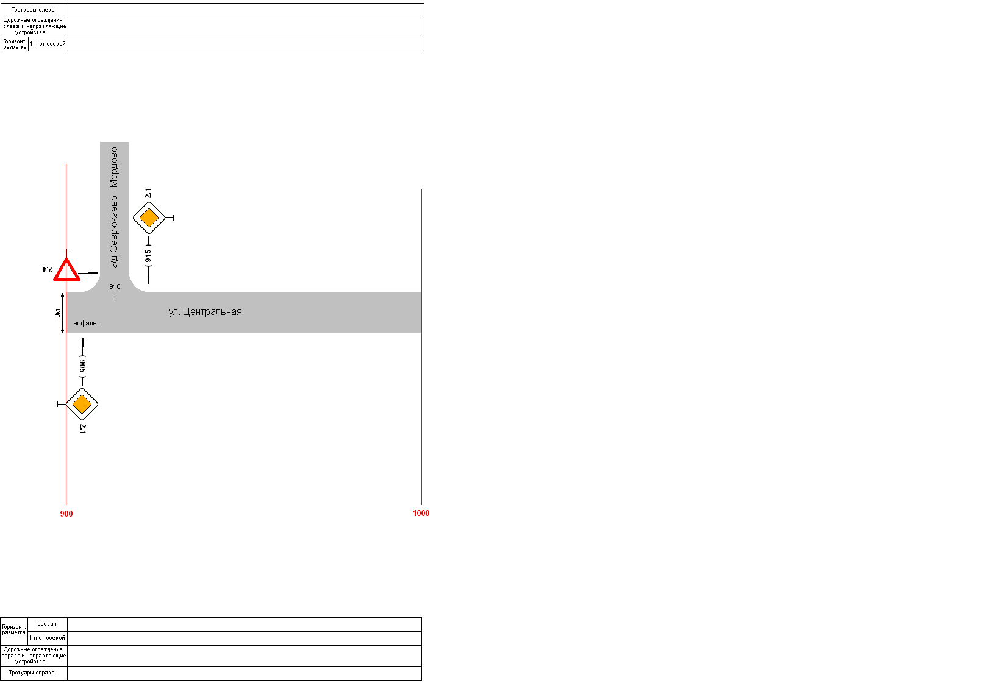 Тротуары слева
Дорожные ограждения
слева и направляющие
устройства
Горизонт.
разметка
1-я от осевой
а/д Севрюкаево - Мордово
2.1
( 915 )
2.4
910
3м
ул. Центральная
асфальт
( 905 )
2.1
900
1000
Горизонт.
разметка
осевая
1-я от осевой
Дорожные ограждения
справа и направляющие
устройства
Тротуары справа